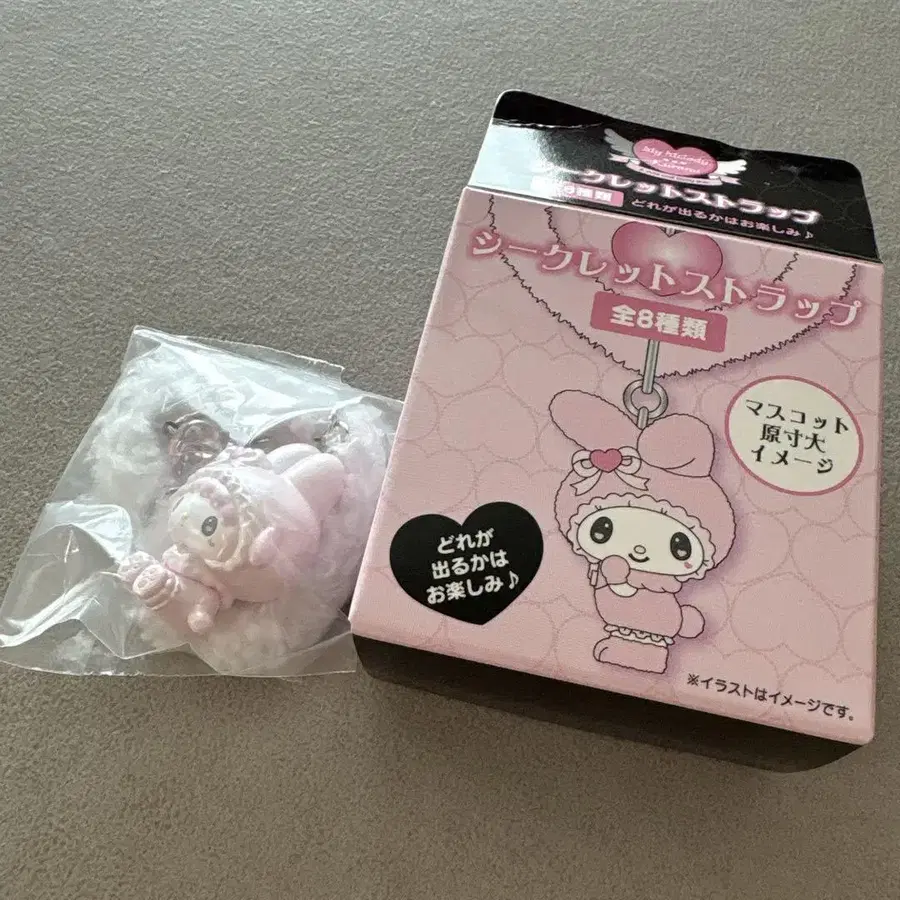 My Melody
Kuromi
シークレットストラップ
全8種類
どれが出るかはお楽しみ♪
シークレットストラップ
全8種類
マスコット
原寸大
イメージ
どれが
出るかは
お楽しみ♪
※イラストはイメージです。